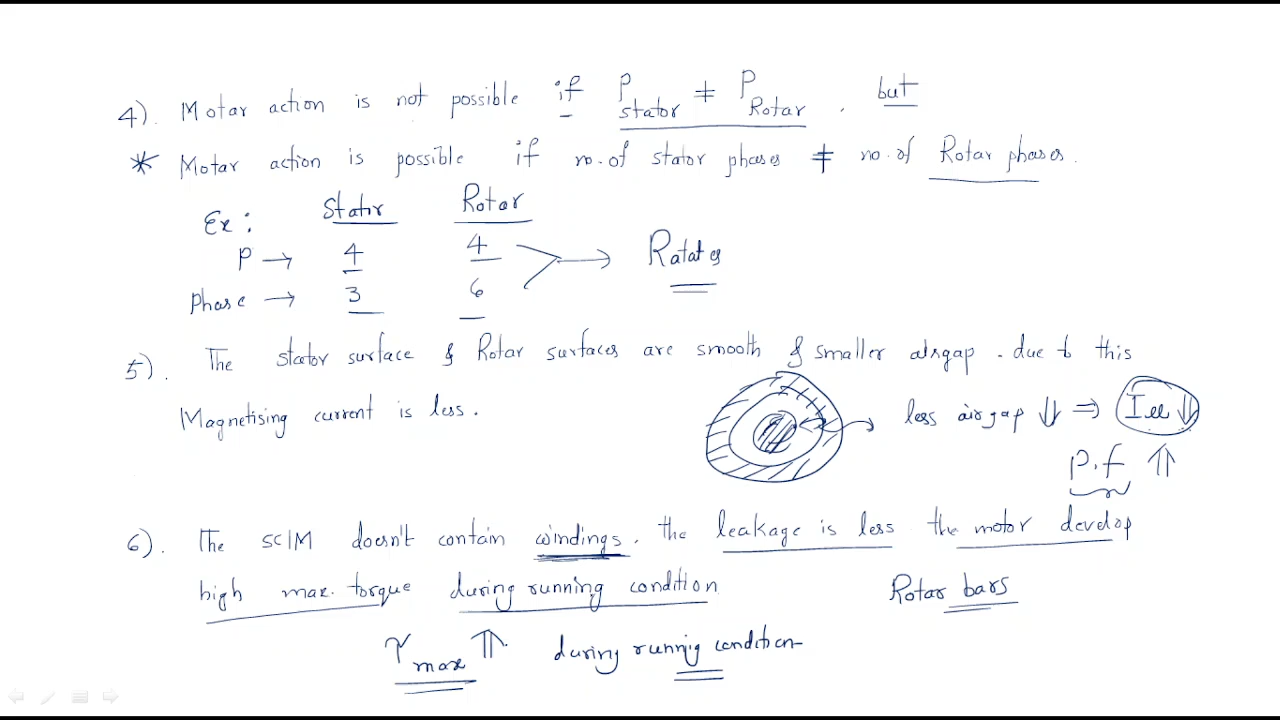 4). Motar action is not possible if P stator ≠ P Rotar . but
* Motar action is possible if no. of stator phases ≠ no. of Rotar phases.
Ex : Stator Rotar
P → 4 4 → Ratates
Phase → 3 6
5). The stator surface & Rotar surfaces are smooth & smaller airgap . due to this
Magnetising current is less .
less airgap ⇓ ⇒ Iμ ⇓
p.f ⇑
6). The SCIM doesn't contain windings . the leakage is less the motor develop
high max. torque during running condition
Rotar bars
τ max ⇑ during runnig condition